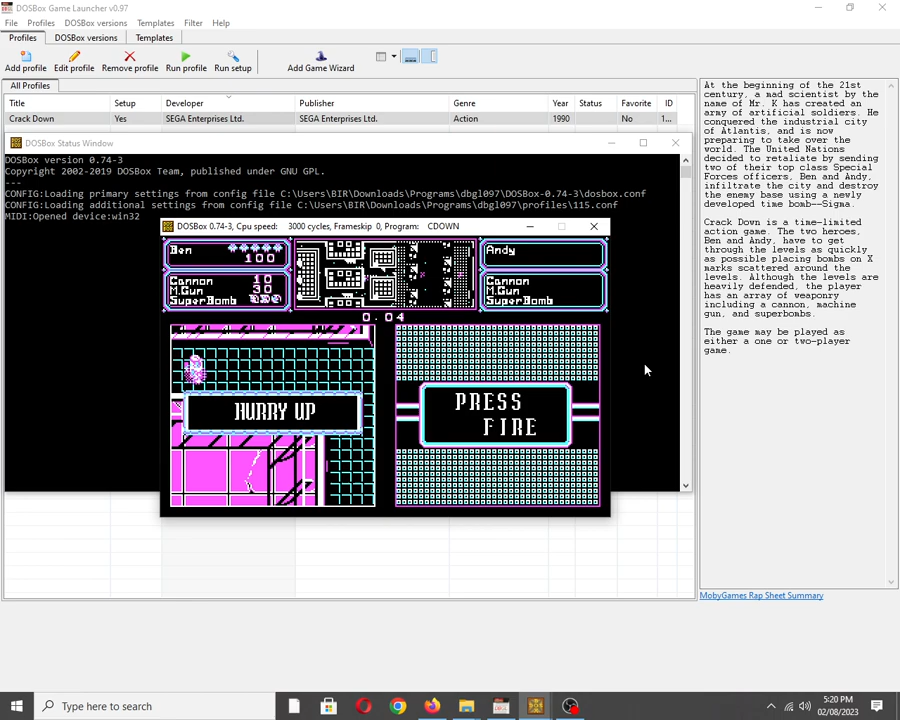 DOSBox Game Launcher v0.97
File Profiles DOSBox versions Templates Filter Help
Profiles DOSBox versions Templates
Add profile Edit profile Remove profile Run profile Run setup Add Game Wizard
All Profiles
Title Setup Developer Publisher Genre Year Status Favorite ID
Crack Down Yes SEGA Enterprises Ltd. SEGA Enterprises Ltd. Action 1990 No 1...
DOSBox Status Window
DOSBox version 0.74-3
Copyright 2002-2019 DOSBox Team, published under GNU GPL.
---
CONFIG:Loading primary settings from config file C:\Users\BIR\Downloads\Programs\dbgl097\DOSBox-0.74-3\dosbox.conf
CONFIG:Loading additional settings from config file C:\Users\BIR\Downloads\Programs\dbgl097\profiles\115.conf
MIDI:Opened device:win32
DOSBox 0.74-3, Cpu speed: 3000 cycles, Frameskip 0, Program: CDOWN
Ben
100
Cannon 10
M.Gun 30
SuperBomb
Andy
Cannon
M.Gun
SuperBomb
0.04
HURRY UP
PRESS
FIRE
At the beginning of the 21st
century, a mad scientist by the
name of Mr. K has created an
army of artificial soldiers. He
conquered the industrial city
of Atlantis, and is now
preparing to take over the
world. The United Nations
decided to retaliate by sending
two of their top class Special
Forces officers, Ben and Andy,
infiltrate the city and destroy
the enemy base using a newly
developed time bomb--Sigma.
Crack Down is a time-limited
action game. The two heroes,
Ben and Andy, have to get
through the levels as quickly
as possible placing bombs on X
marks scattered around the
levels. Although the levels are
heavily defended, the player
has an array of weaponry
including a cannon, machine
gun, and superbombs.
The game may be played as
either a one or two-player
game.
MobyGames Rap Sheet Summary
Type here to search
5:20 PM
02/08/2023